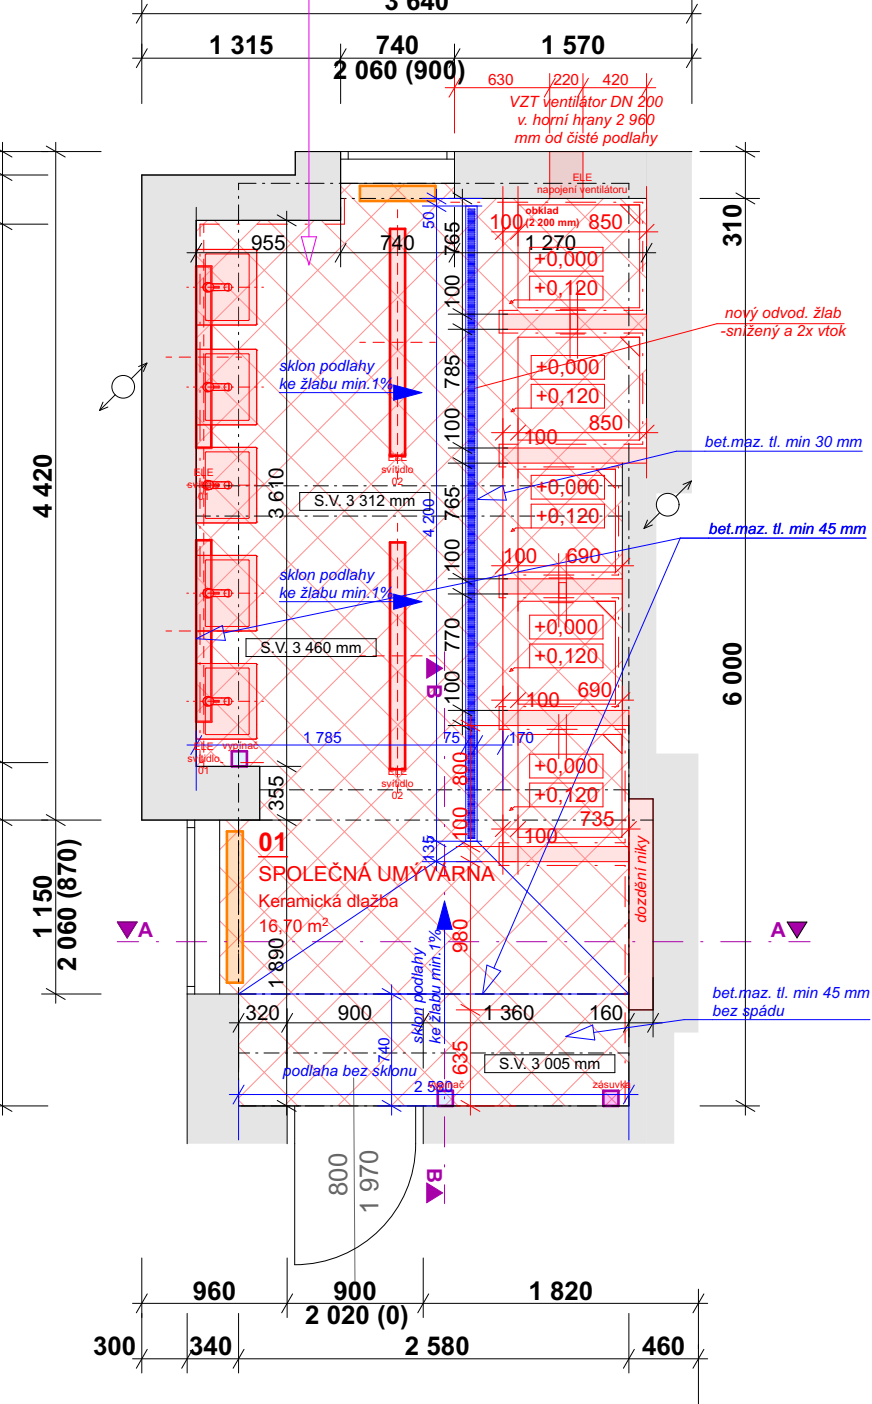 3 640
1 315
740
1 570
2 060 (900)
630
220
420
VZT ventilátor DN 200
v. horní hrany 2 960
mm od čisté podlahy
ELE
napojení ventilátoru
obklad
(2 200 mm)
100
850
50
765
310
955
740
1 270
+0,000
+0,120
100
nový odvod. žlab
-snížený a 2x vtok
sklon podlahy
ke žlabu min.1%
785
+0,000
+0,120
100
850
100
bet.maz. tl. min 30 mm
4 420
ELE
svítidlo
02
ELE
01
3 610
S.V. 3 312 mm
4 200
765
+0,000
+0,120
bet.maz. tl. min 45 mm
100
100
690
sklon podlahy
ke žlabu min.1%
770
+0,000
+0,120
S.V. 3 460 mm
B
6 000
100
100
690
1 785
75
170
ELE
vypínač
svítidlo
01
ELE
svítidlo
02
800
+0,000
+0,120
355
100
100
735
135
01
SPOLEČNÁ UMÝVÁRNA
Keramická dlažba
16,70 m²
dozdění niky
1 150
2 060 (870)
A
A
1 890
980
sklon podlahy
ke žlabu min.1%
bet.maz. tl. min 45 mm
bez spádu
320
900
1 360
160
740
635
S.V. 3 005 mm
podlaha bez sklonu
zásuvka
800
1 970
B
960
900
1 820
2 020 (0)
300
340
2 580
460